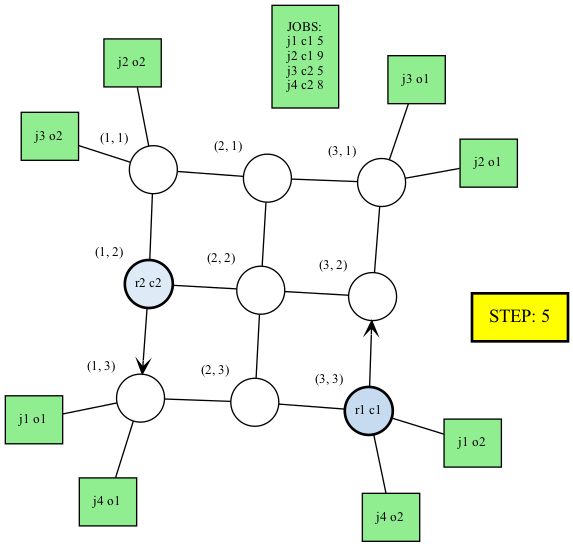 JOBS:
j1 c1 5
j2 c1 9
j3 c2 5
j4 c2 8
j2 o2
j3 o1
j3 o2
(1, 1)
(2, 1)
(3, 1)
j2 o1
(1, 2)
(2, 2)
(3, 2)
r2 c2
STEP: 5
(1, 3)
(2, 3)
(3, 3)
j1 o1
r1 c1
j1 o2
j4 o1
j4 o2